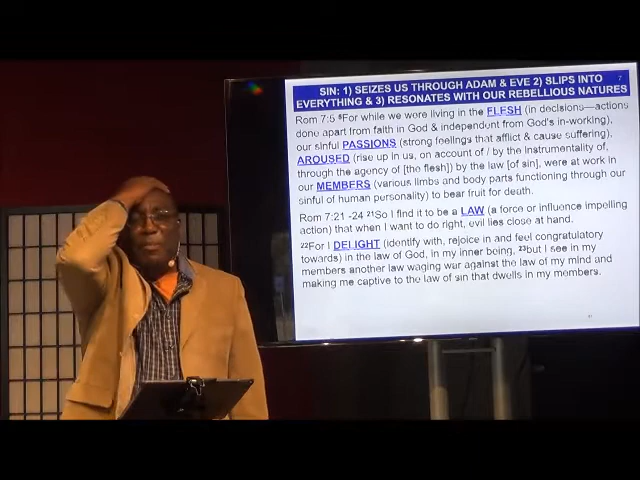 SIN: 1) SEIZES US THROUGH ADAM & EVE 2) SLIPS INTO
EVERYTHING & 3) RESONATES WITH OUR REBELLIOUS NATURES
7
Rom 7:5 ⁵For while we were living in the FLESH (in decisions—actions
done apart from faith in God & independent from God's in-working),
our sinful PASSIONS (strong feelings that afflict & cause suffering).
AROUSED (rise up in us, on account of / by the instrumentality of,
through the agency of [the flesh]) by the law [of sin], were at work in
our MEMBERS (various limbs and body parts functioning through our
sinful of human personality) to bear fruit for death.
Rom 7:21 -24 ²¹So I find it to be a LAW (a force or influence impelling
action) that when I want to do right, evil lies close at hand.
²²For I DELIGHT (identify with, rejoice in and feel congratulatory
towards) in the law of God, in my inner being, ²³but I see in my
members another law waging war against the law of my mind and
making me captive to the law of sin that dwells in my members.